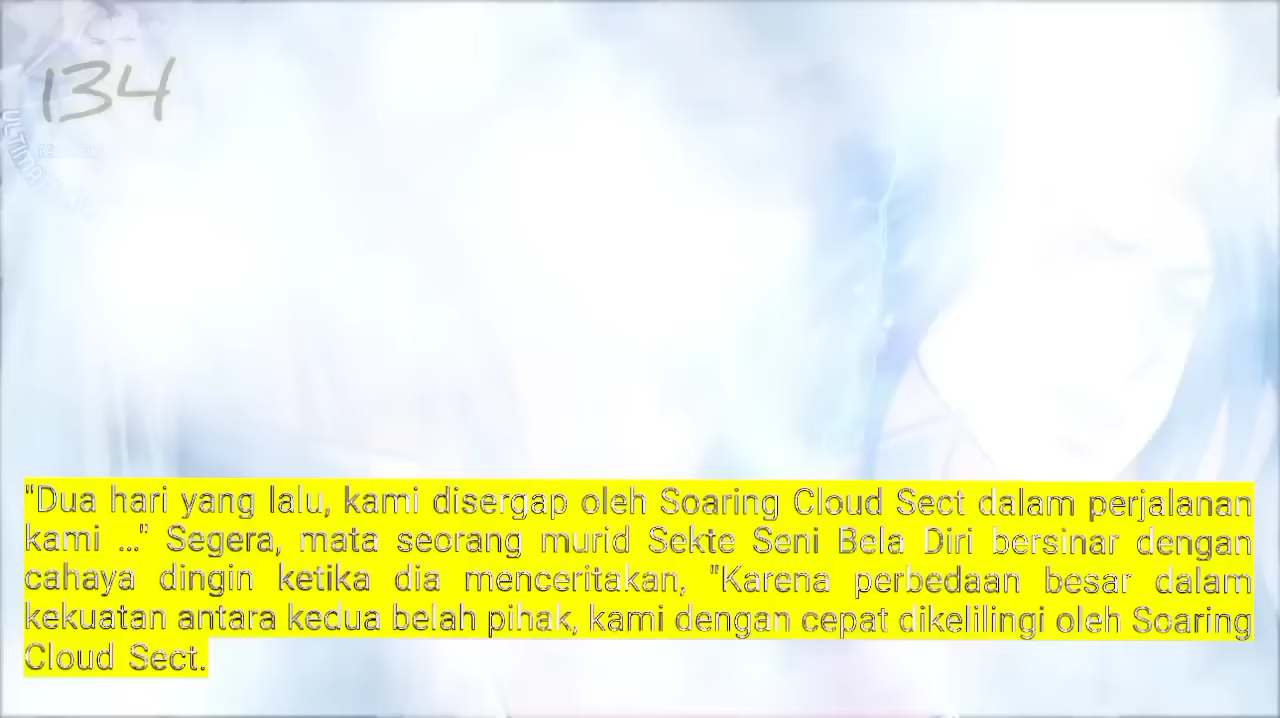 134
"Dua hari yang lalu, kami disergap oleh Soaring Cloud Sect dalam perjalanan
kami ..." Segera, mata seorang murid Sekte Seni Bela Diri bersinar dengan
cahaya dingin ketika dia menceritakan, "Karena perbedaan besar dalam
kekuatan antara kedua belah pihak, kami dengan cepat dikelilingi oleh Soaring
Cloud Sect.